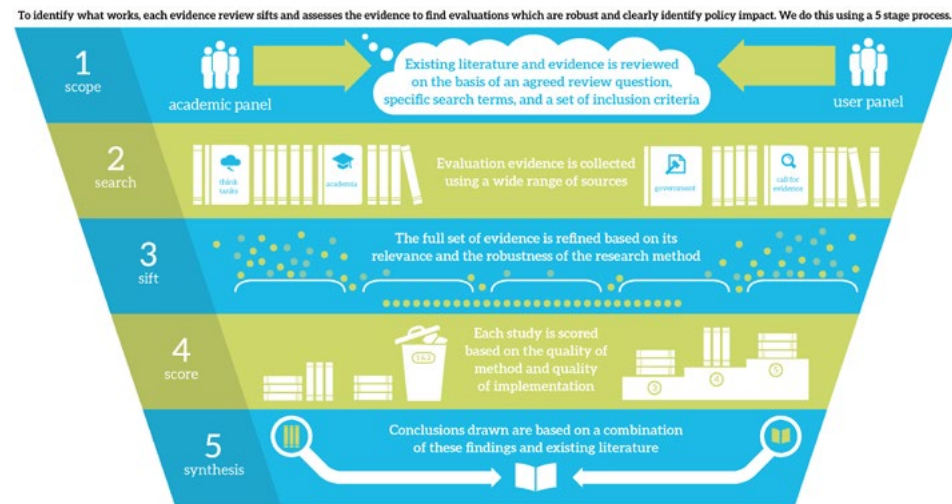 To identify what works, each evidence review sifts and assesses the evidence to find evaluations which are robust and clearly identify policy impact. We do this using a 5 stage process.
1
scope
academic panel
Existing literature and evidence is reviewed
on the basis of an agreed review question,
specific search terms, and a set of inclusion criteria
user panel
2
search
think
tanks
academia
Evaluation evidence is collected
using a wide range of sources
government
call for
evidence
3
sift
The full set of evidence is refined based on its
relevance and the robustness of the research method
4
score
1&2
Each study is scored
based on the quality of
method and quality
of implementation
3
4
5
5
synthesis
Conclusions drawn are based on a combination
of these findings and existing literature